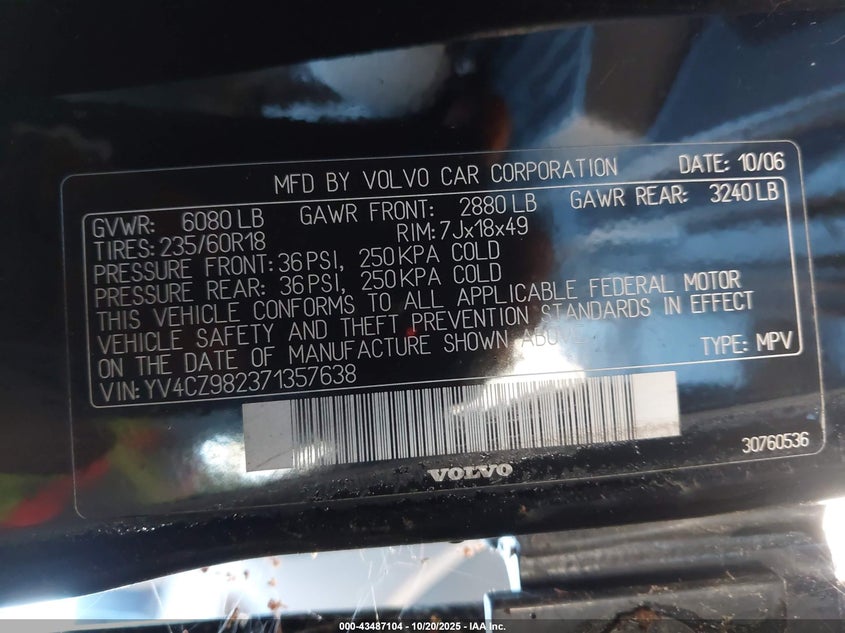 MFD BY VOLVO CAR CORPORATION DATE: 10/06
GVWR: 6080 LB GAWR FRONT: 2880 LB GAWR REAR: 3240 LB
TIRES: 235/60R18 RIM: 7Jx18x49
PRESSURE FRONT: 36 PSI, 250 KPA COLD
PRESSURE REAR: 36 PSI, 250 KPA COLD
THIS VEHICLE CONFORMS TO ALL APPLICABLE FEDERAL MOTOR
VEHICLE SAFETY AND THEFT PREVENTION STANDARDS IN EFFECT
ON THE DATE OF MANUFACTURE SHOWN ABOVE.
VIN: YV4CZ982371357638 TYPE: MPV
30760536
VOLVO
000-43487104 - 10/20/2025 - IAA Inc.